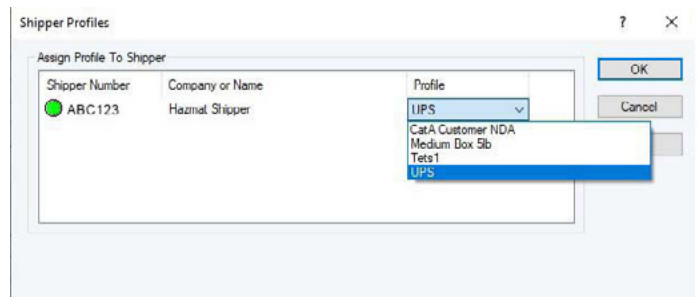 Shipper Profiles ? ×
Assign Profile To Shipper
OK
Shipper Number Company or Name Profile
ABC123 Hazmat Shipper UPS
Cancel
CatA Customer NDA
Medium Box 5lb
Tets1
UPS